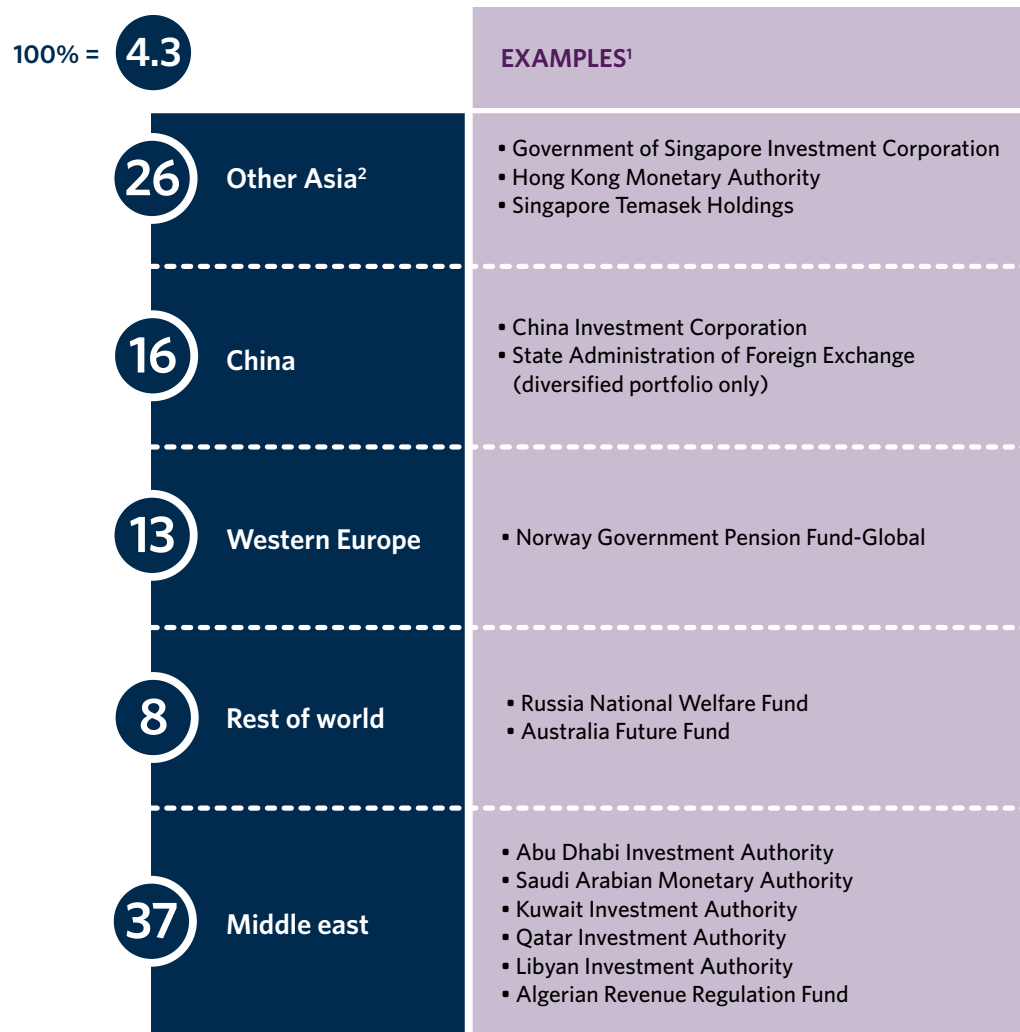 100% = 4.3
EXAMPLES¹
26 Other Asia²
• Government of Singapore Investment Corporation
• Hong Kong Monetary Authority
• Singapore Temasek Holdings
16 China
• China Investment Corporation
• State Administration of Foreign Exchange
(diversified portfolio only)
13 Western Europe
• Norway Government Pension Fund-Global
8 Rest of world
• Russia National Welfare Fund
• Australia Future Fund
37 Middle east
• Abu Dhabi Investment Authority
• Saudi Arabian Monetary Authority
• Kuwait Investment Authority
• Qatar Investment Authority
• Libyan Investment Authority
• Algerian Revenue Regulation Fund